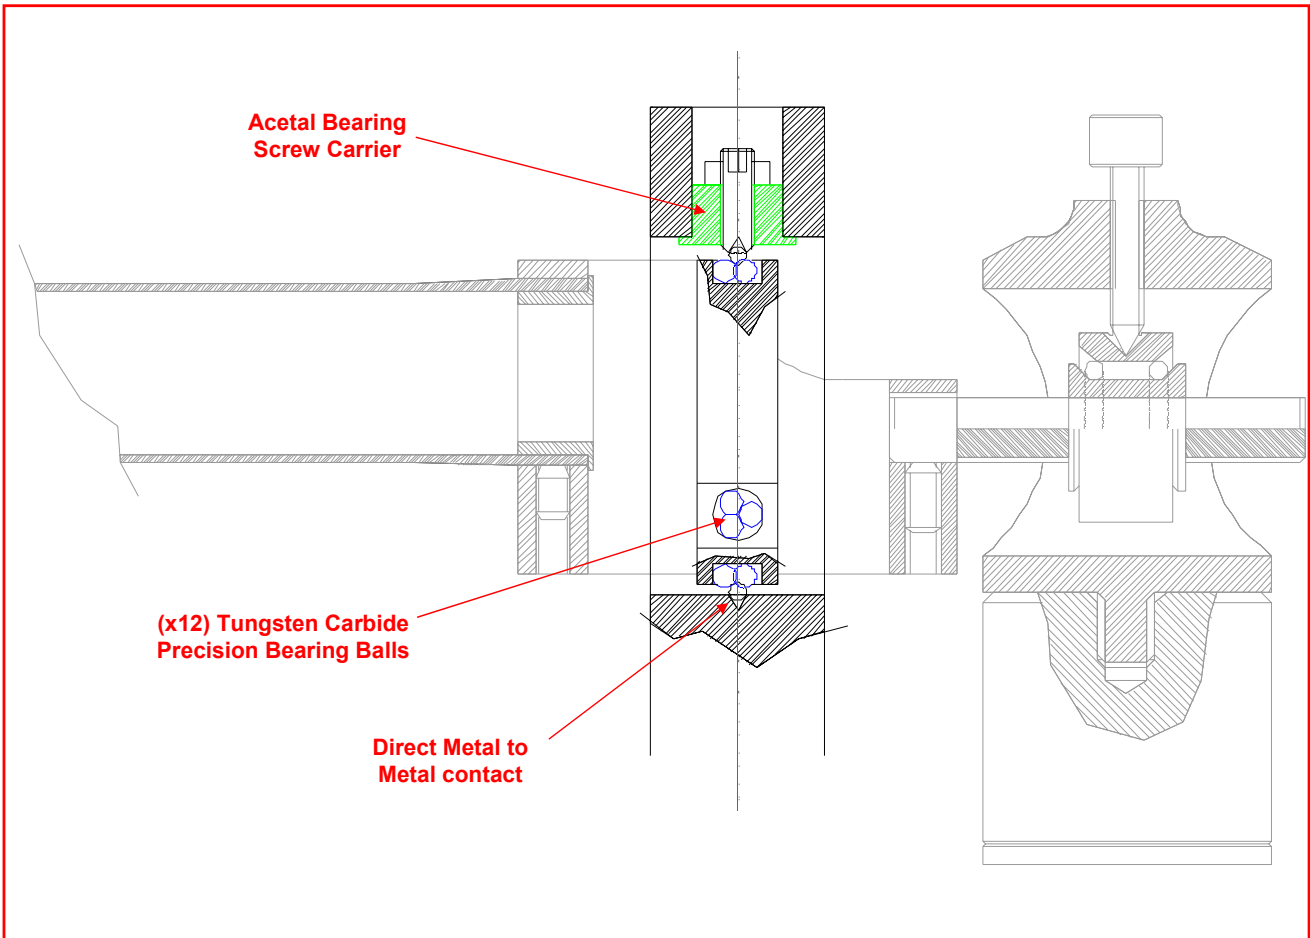 Acetal Bearing
Screw Carrier
(x12) Tungsten Carbide
Precision Bearing Balls
Direct Metal to
Metal contact